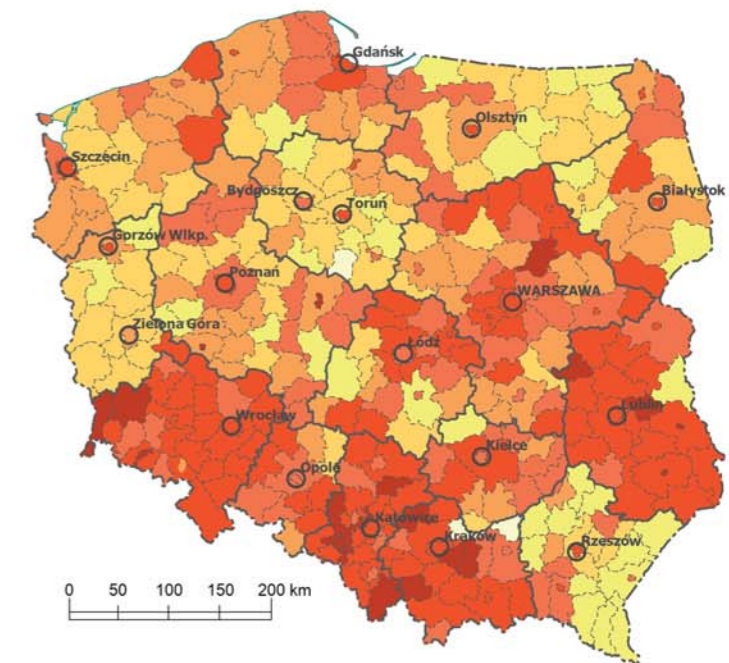 Gdańsk
Olsztyn
Szczecin
Bydgoszcz
Toruń
Białystok
Gorzów Wlkp.
Poznań
WARSZAWA
Zielona Góra
Łódź
Wrocław
Lublin
Opole
Kielce
Katowice
Kraków
Rzeszów
0 50 100 150 200 km